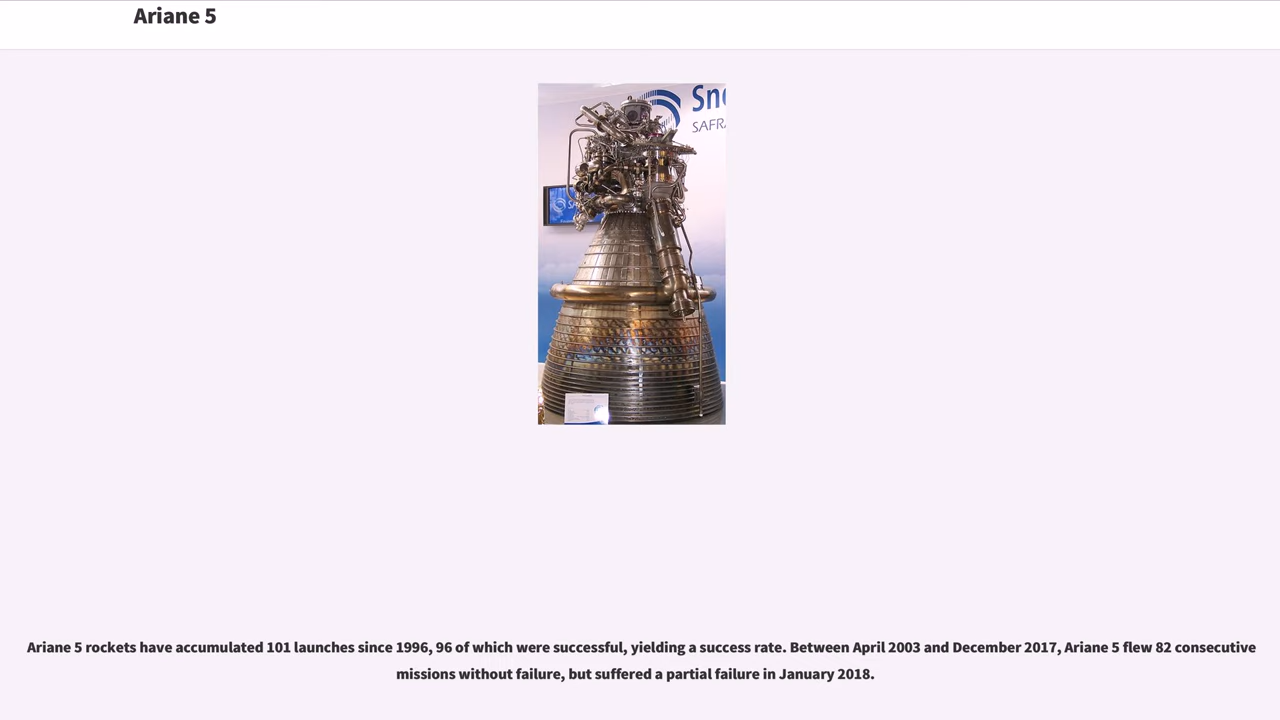 Ariane 5
SAFR
Ariane 5 rockets have accumulated 101 launches since 1996, 96 of which were successful, yielding a success rate. Between April 2003 and December 2017, Ariane 5 flew 82 consecutive
missions without failure, but suffered a partial failure in January 2018.